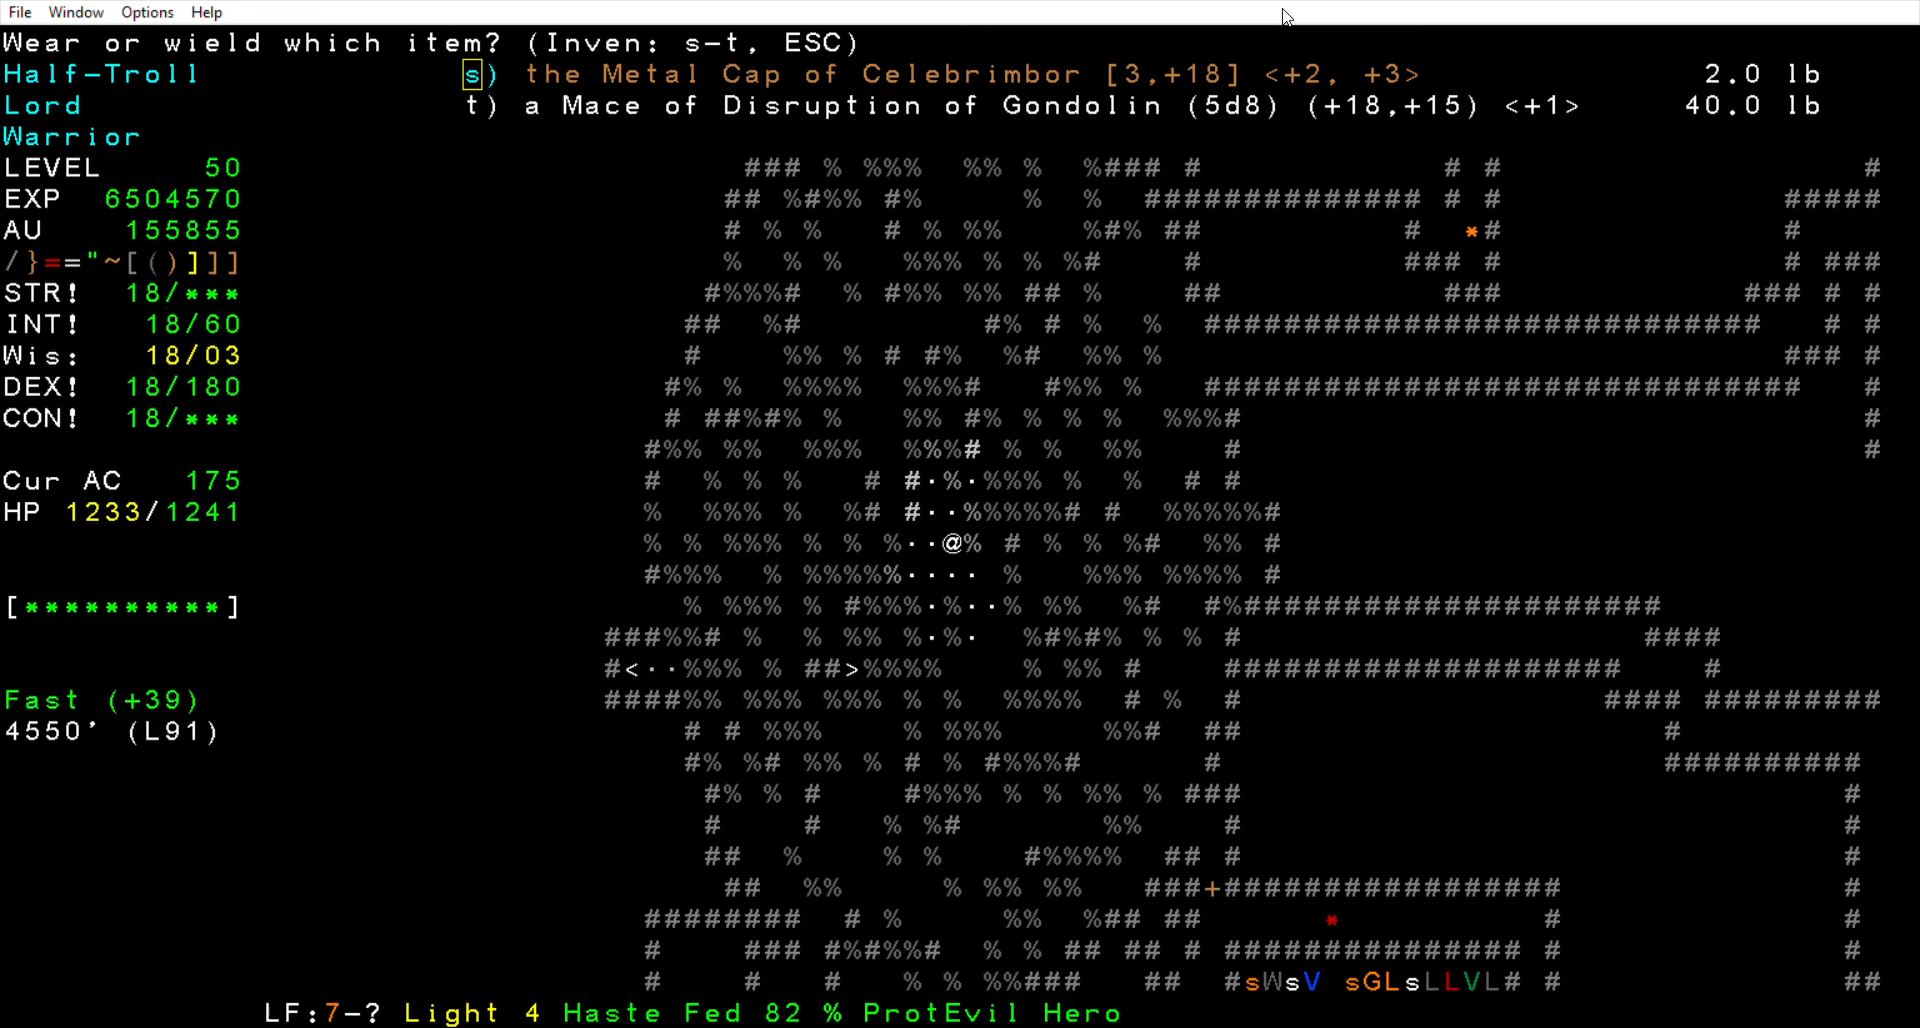 File Window Options Help
Wear or wield which item? (Inven: s-t, ESC)
Half-Troll s) the Metal Cap of Celebrimbor [3,+18] <+2, +3> 2.0 lb
Lord t) a Mace of Disruption of Gondolin (5d8) (+18,+15) <+1> 40.0 lb
Warrior
LEVEL 50
EXP 6504570
AU 155855
/}=="~[()]]]
STR! 18/***
INT! 18/60
Wis: 18/03
DEX! 18/180
CON! 18/***
Cur AC 175
HP 1233/1241
[**********]
Fast (+39)
4550' (L91)
#sWsV sGLsLLVL# #
LF:7-? Light 4 Haste Fed 82 % ProtEvil Hero